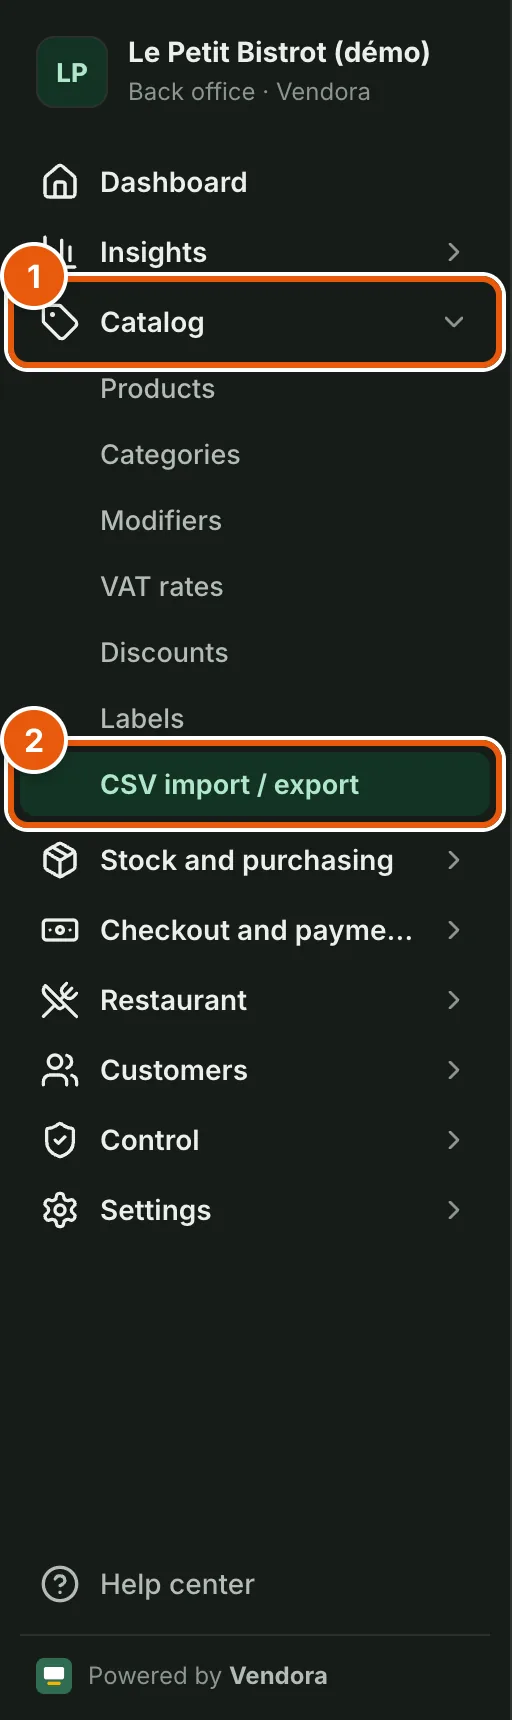 LP
Le Petit Bistrot (démo)
Back office · Vendora
Dashboard
Insights
1
Catalog
Products
Categories
Modifiers
VAT rates
Discounts
Labels
2
CSV import / export
Stock and purchasing
Checkout and payme...
Restaurant
Customers
Control
Settings
Help center
Powered by Vendora